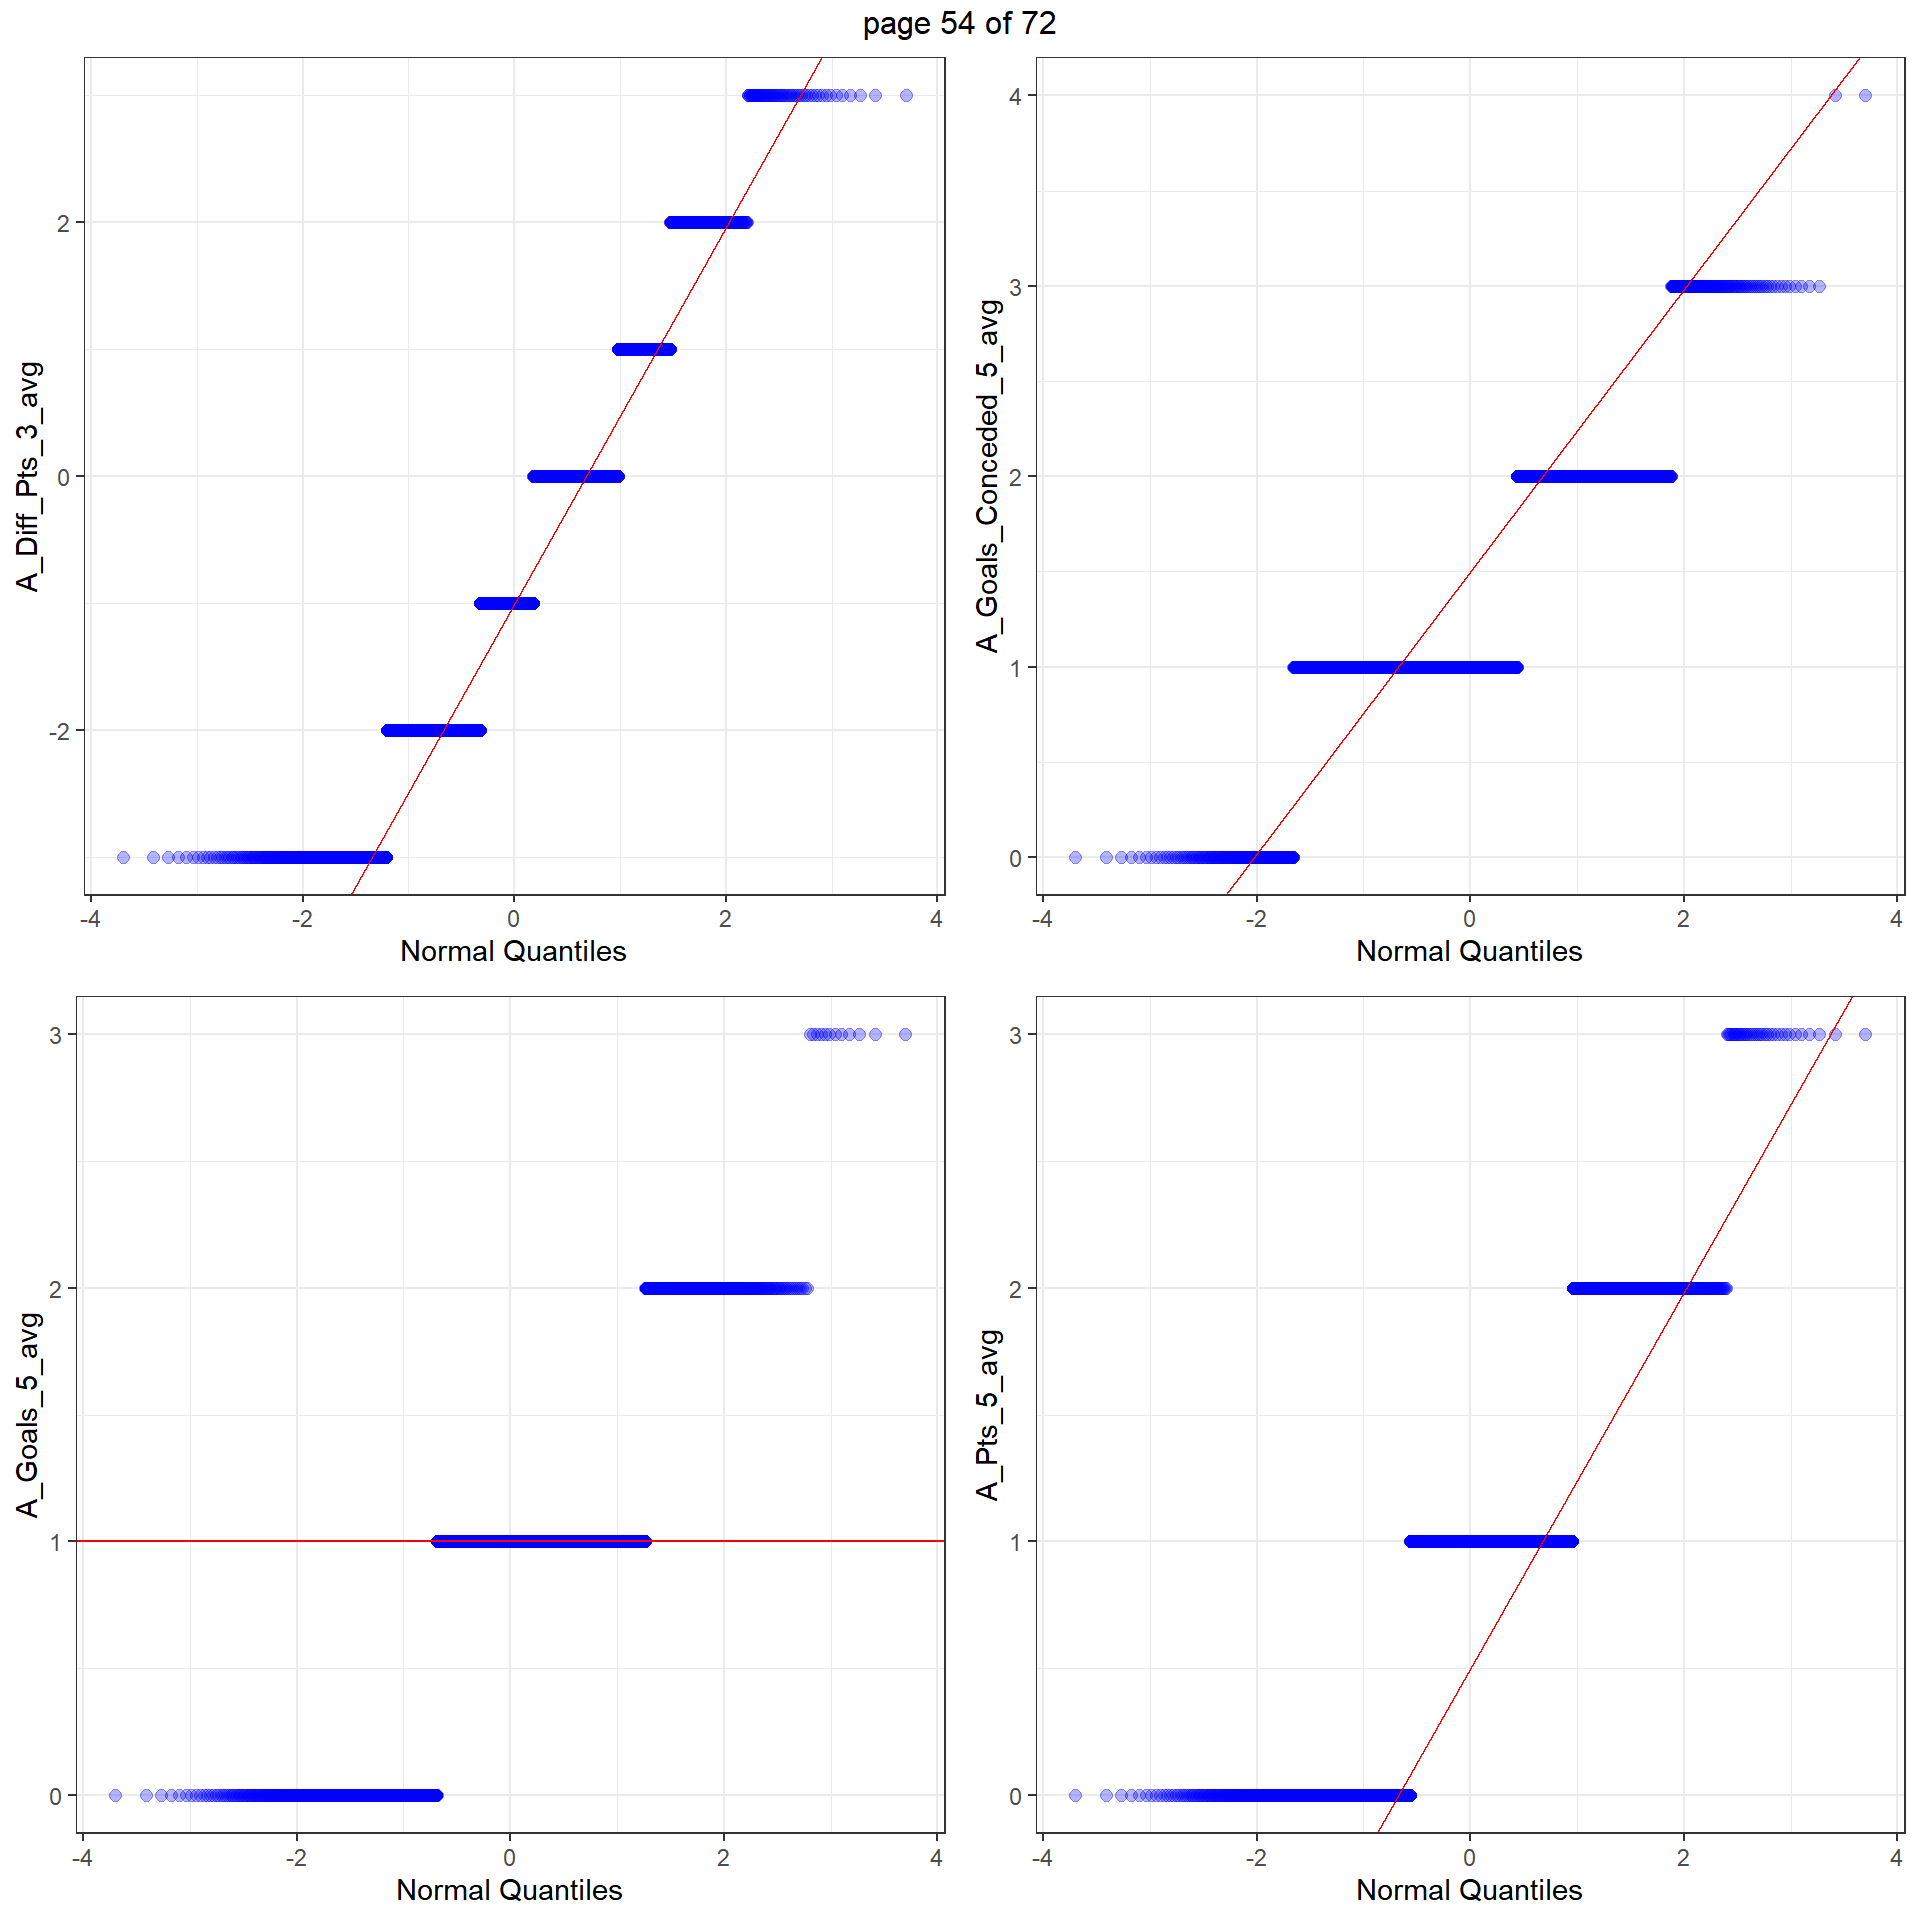 page 54 of 72
A_Diff_Pts_3_avg
2
0
-2
-4 -2 0 2 4
Normal Quantiles
A_Goals_Conceded_5_avg
4
3
2
1
0
-4 -2 0 2 4
Normal Quantiles
A_Goals_5_avg
3
2
1
0
-4 -2 0 2 4
Normal Quantiles
A_Pts_5_avg
3
2
1
0
-4 -2 0 2 4
Normal Quantiles